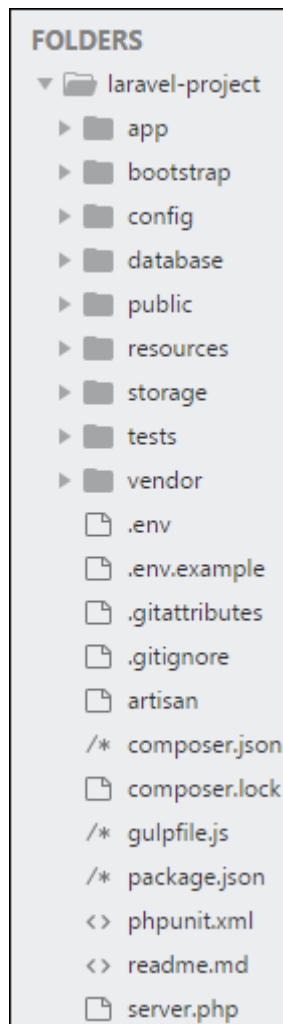 FOLDERS
laravel-project
app
bootstrap
config
database
public
resources
storage
tests
vendor
.env
.env.example
.gitattributes
.gitignore
artisan
/* composer.json
composer.lock
/* gulpfile.js
/* package.json
<> phpunit.xml
<> readme.md
server.php